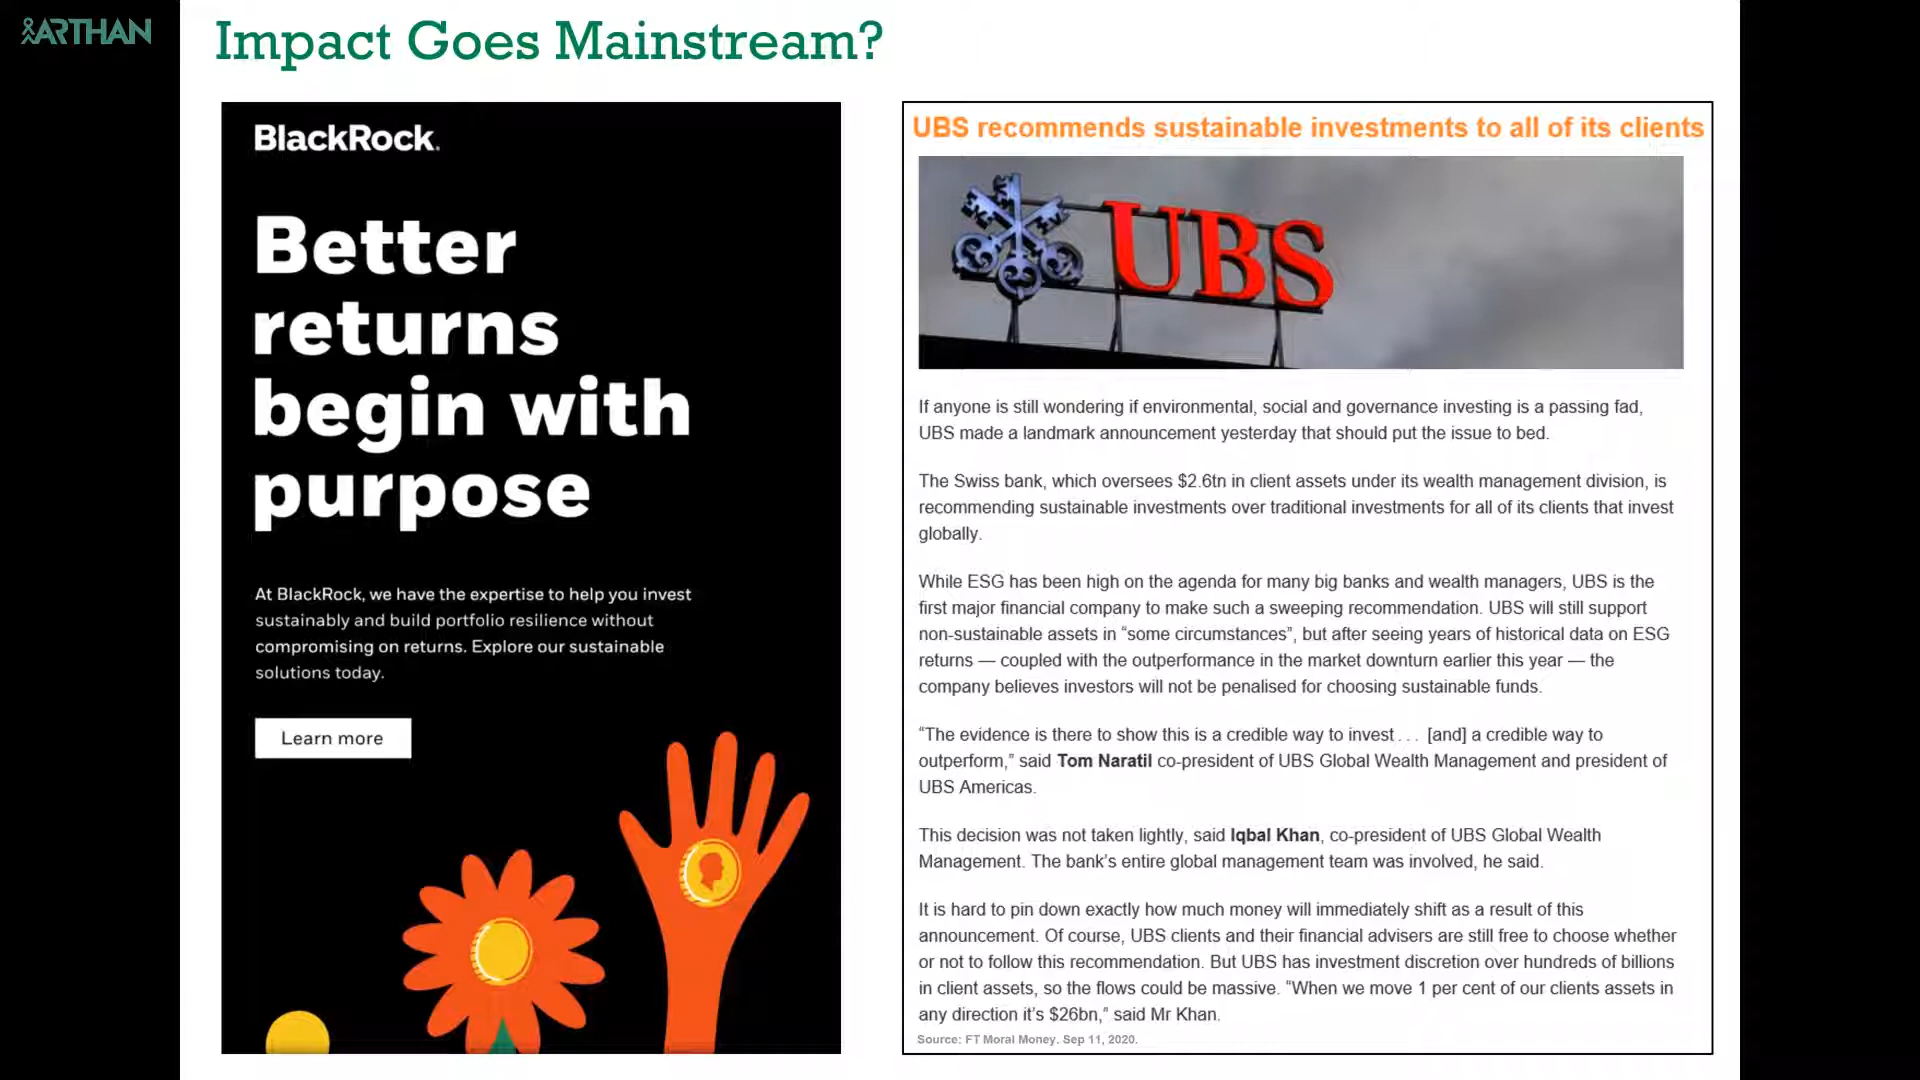 ARTHAN
Impact Goes Mainstream?
BlackRock.
Better
returns
begin with
purpose
At BlackRock, we have the expertise to help you invest
sustainably and build portfolio resilience without
compromising on returns. Explore our sustainable
solutions today.
Learn more
UBS recommends sustainable investments to all of its clients
UBS
If anyone is still wondering if environmental, social and governance investing is a passing fad,
UBS made a landmark announcement yesterday that should put the issue to bed.
The Swiss bank, which oversees $2.6tn in client assets under its wealth management division, is
recommending sustainable investments over traditional investments for all of its clients that invest
globally.
While ESG has been high on the agenda for many big banks and wealth managers, UBS is the
first major financial company to make such a sweeping recommendation. UBS will still support
non-sustainable assets in “some circumstances”, but after seeing years of historical data on ESG
returns — coupled with the outperformance in the market downturn earlier this year — the
company believes investors will not be penalised for choosing sustainable funds.
“The evidence is there to show this is a credible way to invest . . . [and] a credible way to
outperform,” said Tom Naratil co-president of UBS Global Wealth Management and president of
UBS Americas.
This decision was not taken lightly, said Iqbal Khan, co-president of UBS Global Wealth
Management. The bank’s entire global management team was involved, he said.
It is hard to pin down exactly how much money will immediately shift as a result of this
announcement. Of course, UBS clients and their financial advisers are still free to choose whether
or not to follow this recommendation. But UBS has investment discretion over hundreds of billions
in client assets, so the flows could be massive. “When we move 1 per cent of our clients assets in
any direction it’s $26bn,” said Mr Khan.
Source: FT Moral Money. Sep 11, 2020.